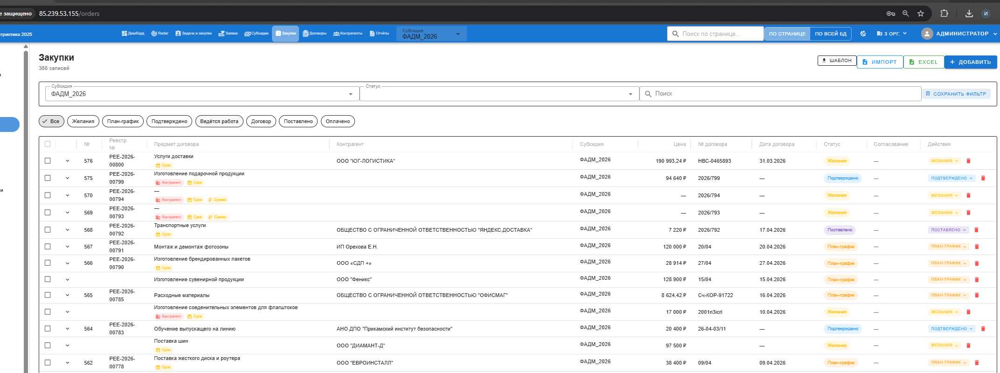 е защищено 85.239.53.155/orders И
триотика 2025 Дашборд Radar Задачи и закупки Заявки Субсидии Закупки Договоры Контрагенты Отчёты Субсидия ФАДМ_2026 Поиск по странице... ПО СТРАНИЦЕ ПО ВСЕЙ БД 3 ОРГ. АДМИНИСТРАТОР
Закупки
386 записей
ШАБЛОН ИМПОРТ EXCEL + ДОБАВИТЬ
Субсидия Статус
ФАДМ_2026 Поиск СОХРАНИТЬ ФИЛЬТР
Все Желания План-график Подтверждено Ведётся работа Договор Поставлено Оплачено
№ Реестр. № Предмет договора Контрагент Субсидия Цена № договора Дата договора Статус Согласование Действия
576 РЕЕ-2026-00800 Услуги доставки Срок ООО "ЮГ-ЛОГИСТИКА" ФАДМ_2026 190 993,24 ₽ НВС-0465893 31.03.2026 Желания — ЖЕЛАНИЯ
575 РЕЕ-2026-00799 Изготовление подарочной продукции Контрагент Срок ФАДМ_2026 94 640 ₽ 2026/799 — Подтверждено — ПОДТВЕРЖДЕНО
570 РЕЕ-2026-00794 — Контрагент Срок Сумма ФАДМ_2026 — 2026/794 — Желания — ЖЕЛАНИЯ
569 РЕЕ-2026-00793 — Контрагент Срок Сумма ФАДМ_2026 — 2026/793 — Желания — ЖЕЛАНИЯ
568 РЕЕ-2026-00792 Транспортные услуги Срок ОБЩЕСТВО С ОГРАНИЧЕННОЙ ОТВЕТСТВЕННОСТЬЮ "ЯНДЕКС.ДОСТАВКА" ФАДМ_2026 7 220 ₽ 2026/792 17.04.2026 Поставлено — ПОСТАВЛЕНО
567 РЕЕ-2026-00791 Монтаж и демонтаж фотозоны ИП Орехова Е.Н. ФАДМ_2026 120 000 ₽ 20/04 20.04.2026 План-график — ПЛАН-ГРАФИК
566 РЕЕ-2026-00790 Изготовление брендированных пакетов Срок ООО «СДП +» ФАДМ_2026 28 914 ₽ 27/04 27.04.2026 План-график — ПЛАН-ГРАФИК
Изготовление сувенирной продукции ООО "Феникс" ФАДМ_2026 128 900 ₽ 15/04 15.04.2026 План-график — ПЛАН-ГРАФИК
565 РЕЕ-2026-00785 Расходные материалы ОБЩЕСТВО С ОГРАНИЧЕННОЙ ОТВЕТСТВЕННОСТЬЮ "ОФИСМАГ" ФАДМ_2026 8 624,42 ₽ Сч-КОР-91722 16.04.2026 План-график — ПЛАН-ГРАФИК
Изготовление соеденительных элементов для флагштоков Контрагент Срок ФАДМ_2026 17 000 ₽ 2001n3icrl 10.04.2026 Желания — ЖЕЛАНИЯ
564 РЕЕ-2026-00783 Обучение выпускащего на линию АНО ДПО "Прикамский институт безопасности" ФАДМ_2026 20 400 ₽ 26-04-03/11 — Подтверждено — ПОДТВЕРЖДЕНО
Поставка шин Срок ООО "ДИАМАНТ-Д" ФАДМ_2026 97 500 ₽ — Желания — ЖЕЛАНИЯ
562 РЕЕ-2026-00778 Поставка жесткого диска и роутера Срок ООО "ЕВРОИНСТАЛЛ" ФАДМ_2026 38 400 ₽ 09/04 09.04.2026 План-график — ПЛАН-ГРАФИК